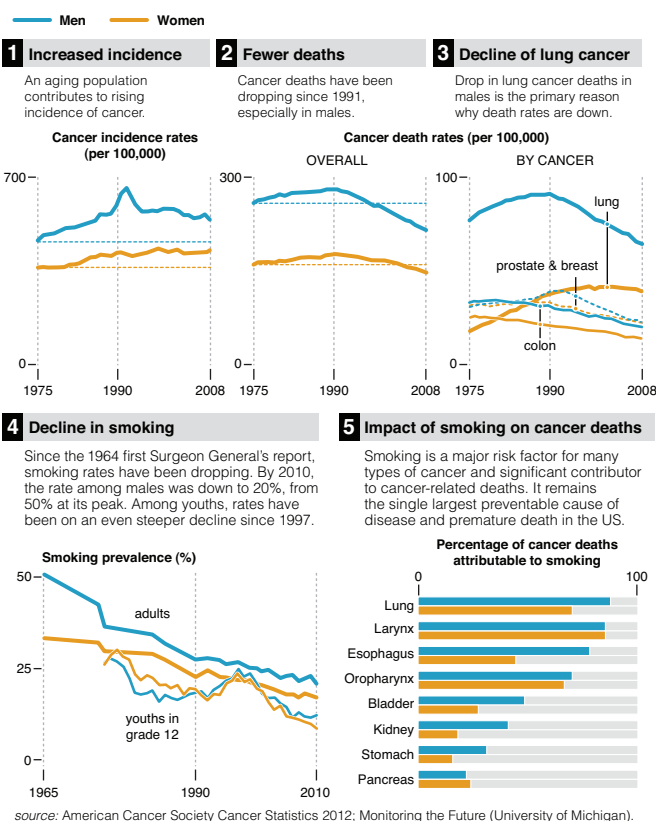 Men Women
1 Increased incidence
An aging population
contributes to rising
incidence of cancer.
2 Fewer deaths
Cancer deaths have been
dropping since 1991,
especially in males.
3 Decline of lung cancer
Drop in lung cancer deaths in
males is the primary reason
why death rates are down.
Cancer incidence rates
(per 100,000)
700
0
1975 1990 2008
Cancer death rates (per 100,000)
OVERALL
300
0
1975 1990 2008
BY CANCER
100
lung
prostate & breast
colon
0
1975 1990 2008
4 Decline in smoking
Since the 1964 first Surgeon General's report,
smoking rates have been dropping. By 2010,
the rate among males was down to 20%, from
50% at its peak. Among youths, rates have
been on an even steeper decline since 1997.
Smoking prevalence (%)
50
adults
25
youths in
grade 12
0
1965 1990 2010
5 Impact of smoking on cancer deaths
Smoking is a major risk factor for many
types of cancer and significant contributor
to cancer-related deaths. It remains
the single largest preventable cause of
disease and premature death in the US.
Percentage of cancer deaths
attributable to smoking
0 100
Lung
Larynx
Esophagus
Oropharynx
Bladder
Kidney
Stomach
Pancreas
source: American Cancer Society Cancer Statistics 2012; Monitoring the Future (University of Michigan).